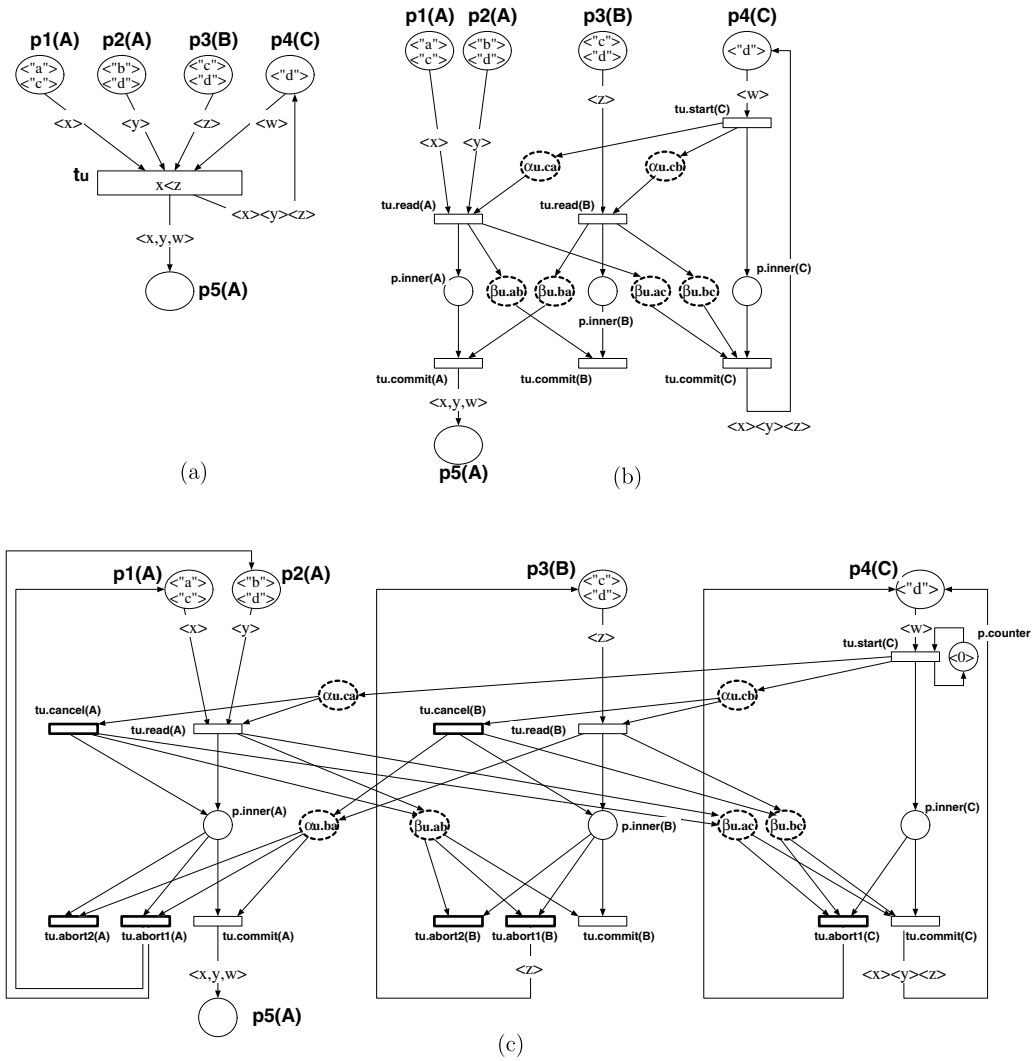 p1(A) p2(A) p3(B) p4(C)
<"a"> <"b"> <"c"> <"d">
<"c"> <"d"> <"d">
<x> <y> <z> <w>
tu
x<z
<x><y><z>
<x,y,w>
p5(A)
(a)
p1(A) p2(A) p3(B) p4(C)
<"a"> <"b"> <"c"> <"d">
<"c"> <"d"> <"d">
<w>
<z>
tu.start(C)
<x> <y>
αu.ca αu.cb
tu.read(A) tu.read(B)
p.inner(A) p.inner(C)
βu.ab βu.ba βu.ac βu.bc
p.inner(B)
tu.commit(A) tu.commit(B) tu.commit(C)
<x,y,w>
<x><y><z>
p5(A)
(b)
p1(A) p2(A) p3(B) p4(C)
<"a"> <"b"> <"c"> <"d">
<"c"> <"d"> <"d">
<x> <y> <z> <w>
p.counter
tu.start(C)
<0>
αu.ca αu.cb
tu.cancel(A) tu.cancel(B)
tu.read(A) tu.read(B)
p.inner(A) p.inner(C)
αu.ba βu.ab p.inner(B) βu.ac βu.bc
tu.abort2(A) tu.abort1(A) tu.commit(A) tu.abort2(B) tu.abort1(B) tu.commit(B) tu.abort1(C) tu.commit(C)
<x,y,w> <z> <x><y><z>
p5(A)
(c)